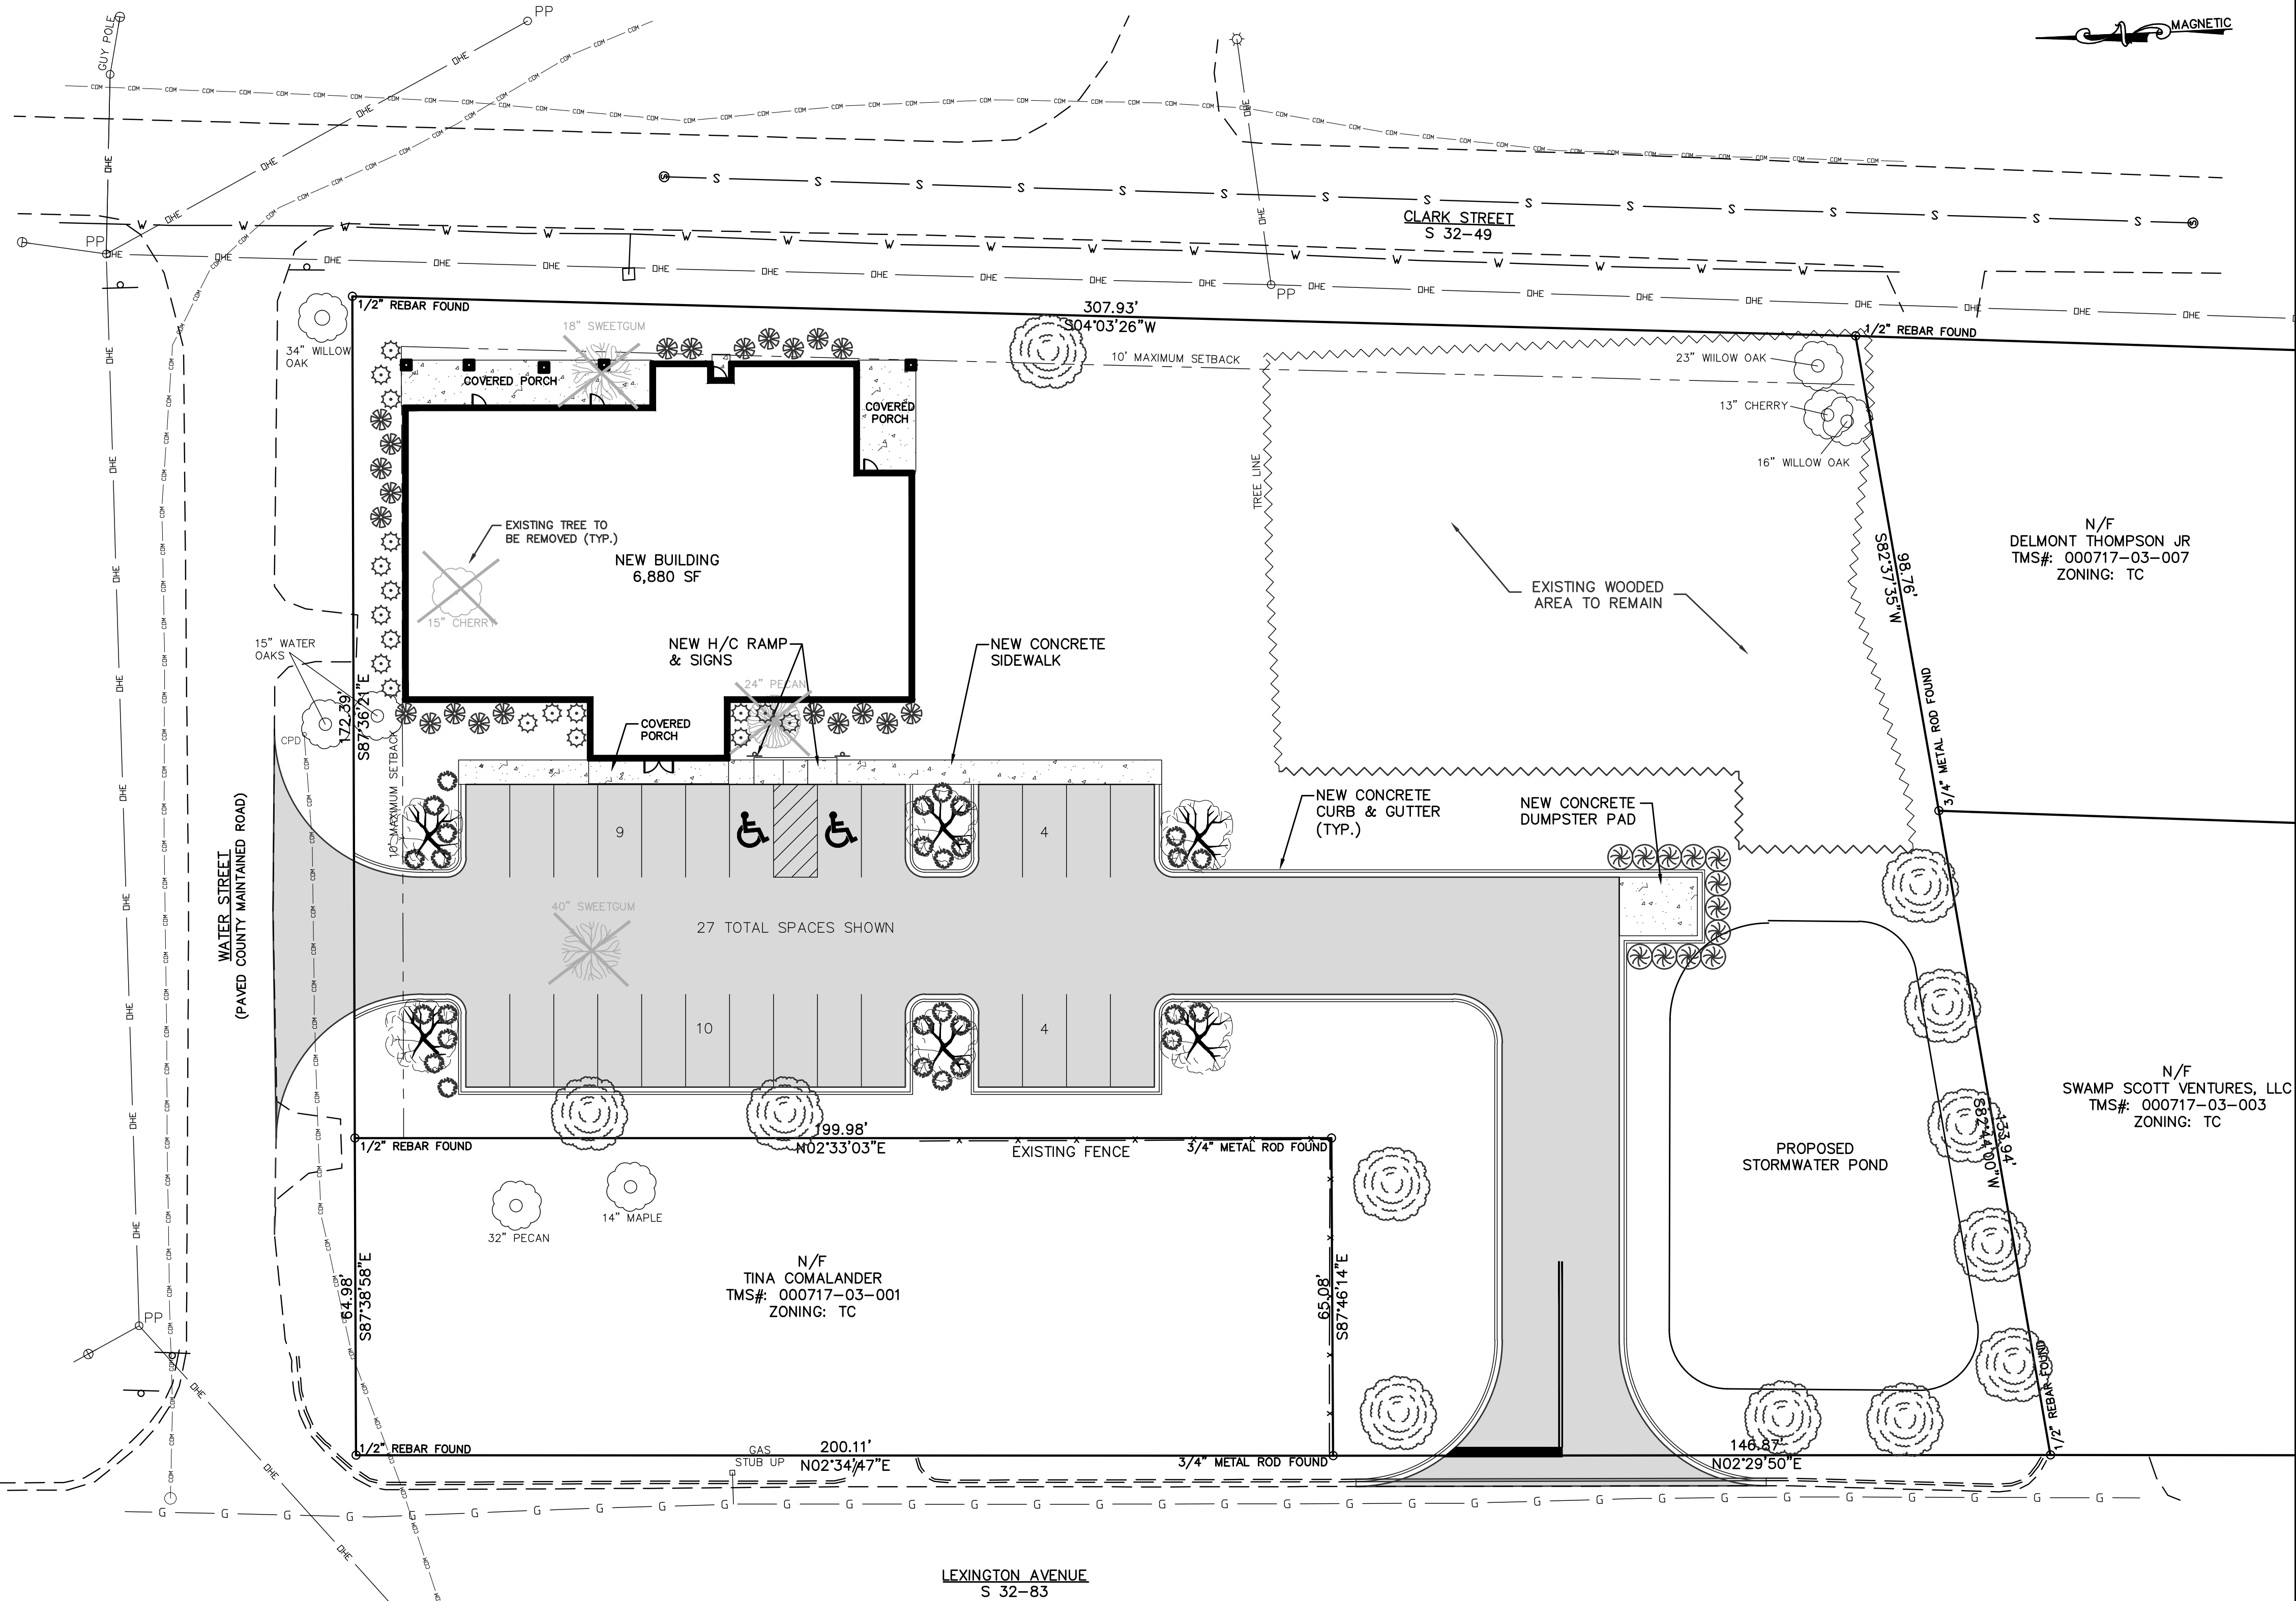 MAGNETIC
GUY POLE
PP
PP
PP
PP
CLARK STREET
S 32-49
1/2" REBAR FOUND
307.93'
S04°03'26"W
1/2" REBAR FOUND
34" WILLOW
OAK
18" SWEETGUM
COVERED PORCH
COVERED
PORCH
10' MAXIMUM SETBACK
TREE LINE
23" WILOW OAK
13" CHERRY
16" WILLOW OAK
98.76'
S82°37'35"W
N/F
DELMONT THOMPSON JR
TMS#: 000717-03-007
ZONING: TC
EXISTING TREE TO
BE REMOVED (TYP.)
NEW BUILDING
6,880 SF
15" CHERRY
EXISTING WOODED
AREA TO REMAIN
NEW H/C RAMP
& SIGNS
NEW CONCRETE
SIDEWALK
24" PECAN
COVERED
PORCH
15" WATER
OAKS
CPD
172.39'
S87°36'21"E
10' MAXIMUM SETBACK
3/4" METAL ROD FOUND
NEW CONCRETE
CURB & GUTTER
(TYP.)
NEW CONCRETE
DUMPSTER PAD
9
4
WATER STREET
(PAVED COUNTY MAINTAINED ROAD)
40" SWEETGUM
27 TOTAL SPACES SHOWN
10
4
N/F
SWAMP SCOTT VENTURES, LLC
TMS#: 000717-03-003
ZONING: TC
133.94'
S82°44'00"W
PROPOSED
STORMWATER POND
1/2" REBAR FOUND
199.98'
N02°33'03"E
EXISTING FENCE
3/4" METAL ROD FOUND
32" PECAN
14" MAPLE
N/F
TINA COMALANDER
TMS#: 000717-03-001
ZONING: TC
64.98'
S87°38'58"E
65.08'
S87°46'14"E
1/2" REBAR FOUND
1/2" REBAR FOUND
GAS
STUB UP
200.11'
N02°34'47"E
3/4" METAL ROD FOUND
146.87'
N02°29'50"E
LEXINGTON AVENUE
S 32-83